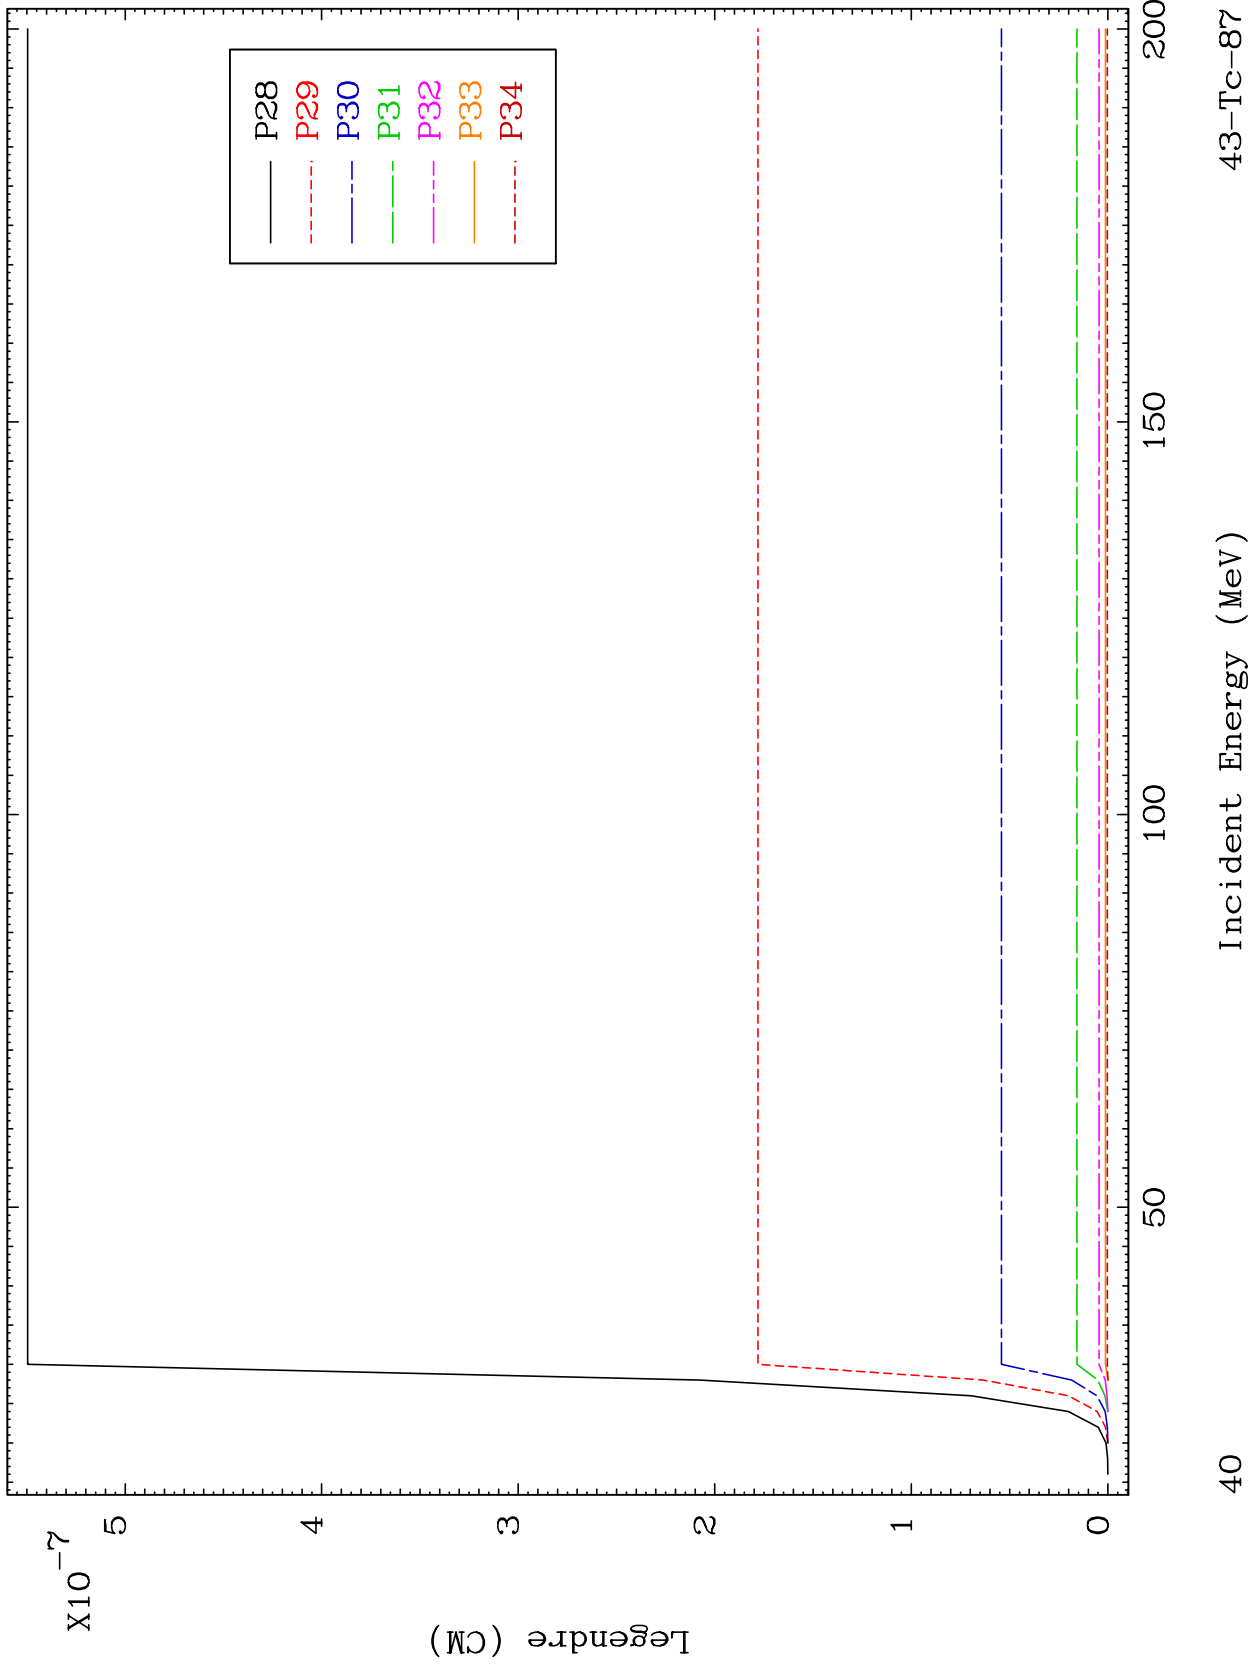 X10-7
5
4
3
2
1
0
Legendre (CM)
P28
P29
P30
P31
P32
P33
P34
50
100
150
200
Incident Energy (MeV)
40
43-Tc-87